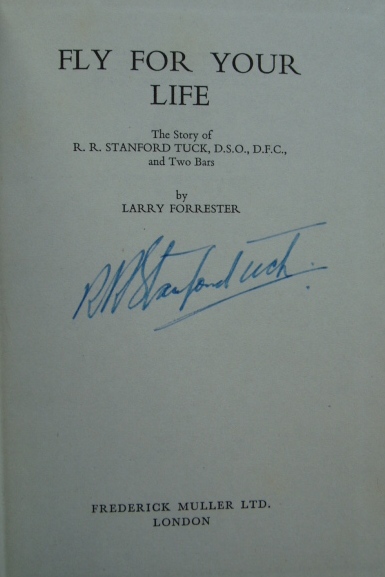 FLY FOR YOUR
LIFE
The Story of
R. R. STANFORD TUCK, D.S.O., D.F.C.,
and Two Bars
by
LARRY FORRESTER
RR Stanford Tuck.
FREDERICK MULLER LTD.
LONDON